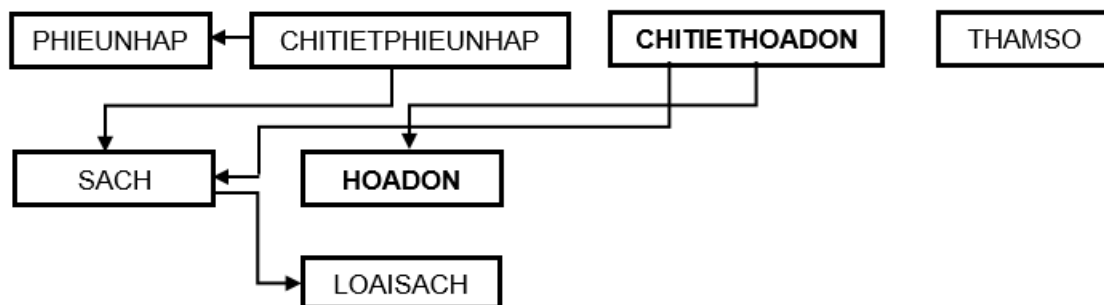 PHIEUNHAP
CHITIETPHIEUNHAP
CHITIETHOADON
THAMSO
SACH
HOADON
LOAISACH